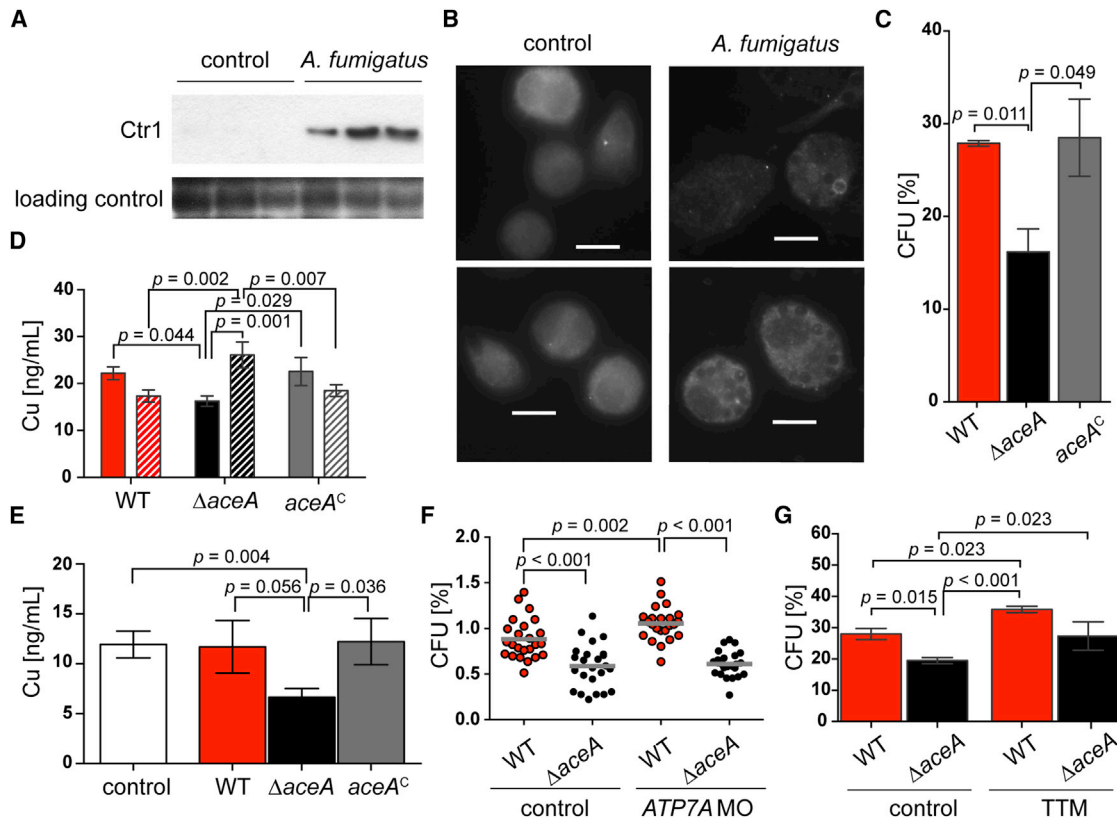 A
control A. fumigatus
Ctr1
loading control
B
control A. fumigatus
C
CFU [%]
40
30
20
10
0
p = 0.049
p = 0.011
WT ΔaceA aceAᶜ
D
Cu [ng/mL]
40
30
20
10
0
p = 0.002 p = 0.007
p = 0.029
p = 0.044 p = 0.001
WT ΔaceA aceAᶜ
E
Cu [ng/mL]
20
15
10
5
0
p = 0.004
p = 0.056 p = 0.036
control WT ΔaceA aceAᶜ
F
CFU [%]
2.0
1.5
1.0
0.5
0.0
p = 0.002
p < 0.001 p < 0.001
WT ΔaceA WT ΔaceA
control ATP7A MO
G
CFU [%]
60
50
40
30
20
10
0
p = 0.023
p = 0.023
p < 0.001
p = 0.015
WT ΔaceA WT ΔaceA
control TTM